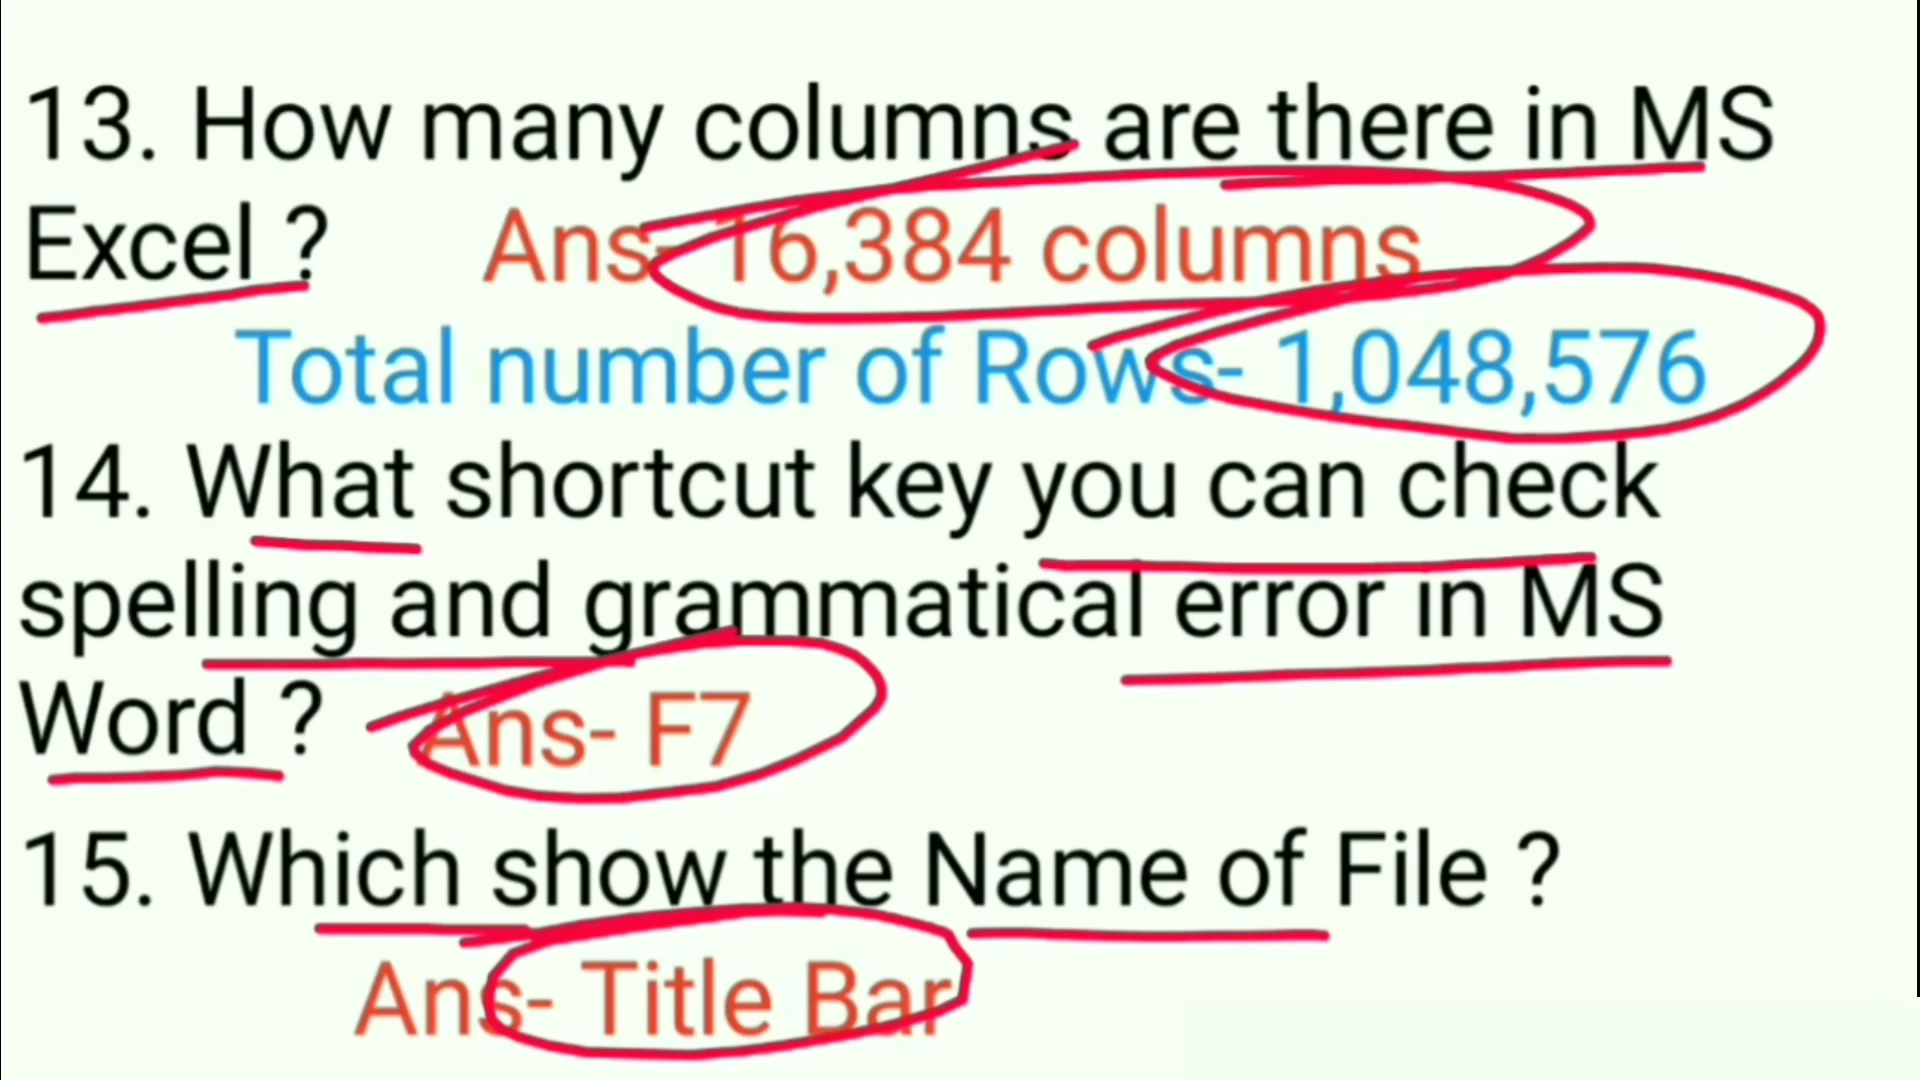 13. How many columns are there in MS
Excel ? Ans- 16,384 columns
Total number of Rows- 1,048,576
14. What shortcut key you can check
spelling and grammatical error in MS
Word ? Ans- F7
15. Which show the Name of File ?
Ans- Title Bar